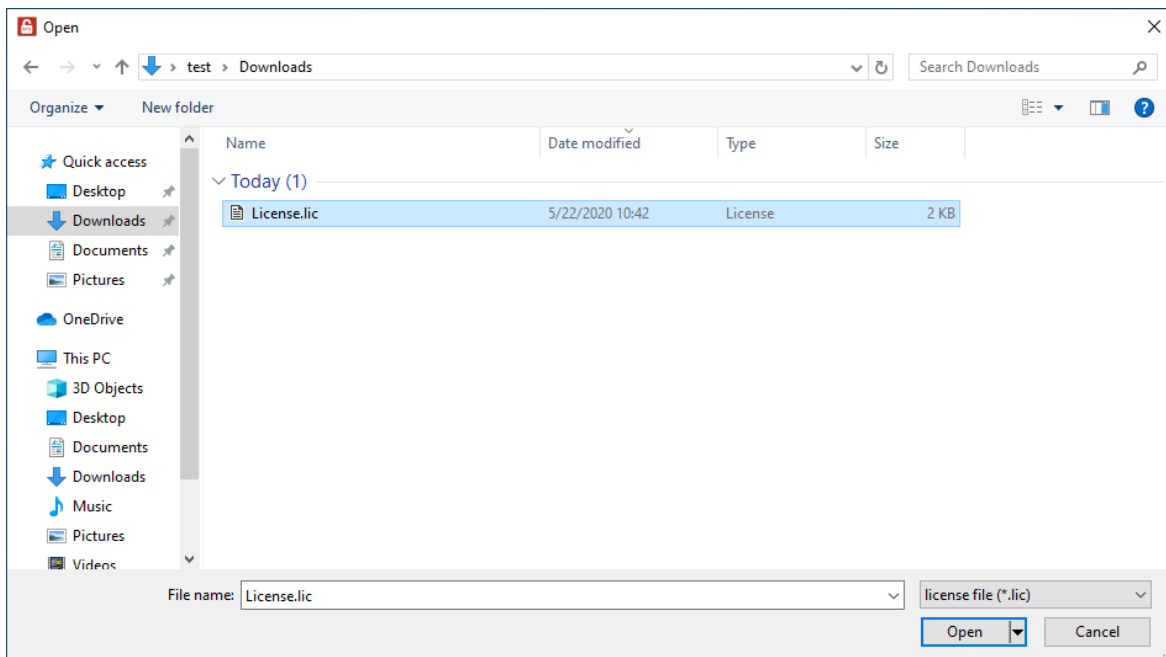 Open
test > Downloads
Search Downloads
Organize
New folder
Name
Date modified
Type
Size
Quick access
Desktop
Downloads
Documents
Pictures
OneDrive
This PC
3D Objects
Desktop
Documents
Downloads
Music
Pictures
Videos
Today (1)
License.lic
5/22/2020 10:42
License
2 KB
File name:
License.lic
license file (*.lic)
Open
Cancel